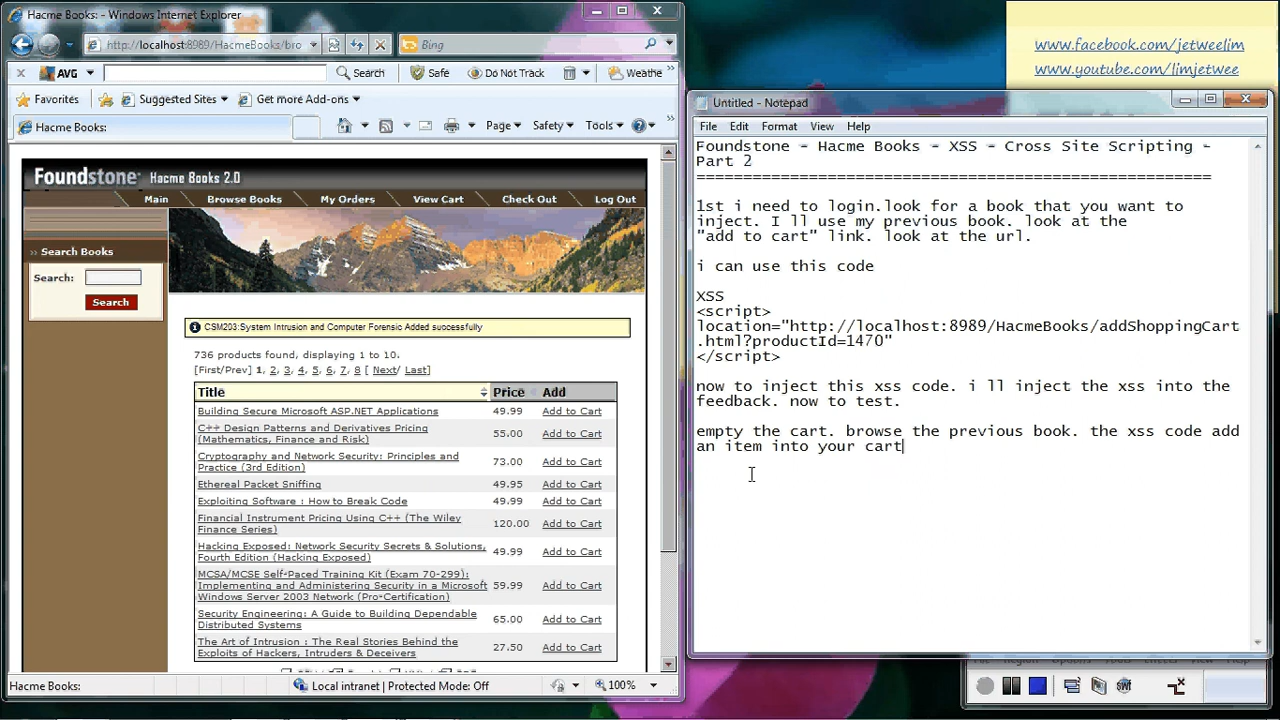 Hacme Books: - Windows Internet Explorer
http://localhost:8989/HacmeBooks/bro
Bing
AVG
Search
Safe
Do Not Track
Weathe
Favorites
Suggested Sites
Get more Add-ons
Hacme Books:
Page
Safety
Tools
Foundstone Hacme Books 2.0
Main
Browse Books
My Orders
View Cart
Check Out
Log Out
Search Books
Search:
Search
CSM203:System Intrusion and Computer Forensic Added successfully
736 products found, displaying 1 to 10.
[First/Prev] 1, 2, 3, 4, 5, 6, 7, 8 [ Next/ Last]
Title Price Add
Building Secure Microsoft ASP.NET Applications 49.99 Add to Cart
C++ Design Patterns and Derivatives Pricing
(Mathematics, Finance and Risk) 55.00 Add to Cart
Cryptography and Network Security: Principles and
Practice (3rd Edition) 73.00 Add to Cart
Ethereal Packet Sniffing 49.95 Add to Cart
Exploiting Software : How to Break Code 49.99 Add to Cart
Financial Instrument Pricing Using C++ (The Wiley
Finance Series) 120.00 Add to Cart
Hacking Exposed: Network Security Secrets & Solutions,
Fourth Edition (Hacking Exposed) 49.99 Add to Cart
MCSA/MCSE Self-Paced Training Kit (Exam 70-299):
Implementing and Administering Security in a Microsoft
Windows Server 2003 Network (Pro-Certification) 59.99 Add to Cart
Security Engineering: A Guide to Building Dependable
Distributed Systems 65.00 Add to Cart
The Art of Intrusion : The Real Stories Behind the
Exploits of Hackers, Intruders & Deceivers 27.50 Add to Cart
Hacme Books:
Local intranet | Protected Mode: Off
100%
www.facebook.com/jetweelim
www.youtube.com/limjetwee
Untitled - Notepad
File Edit Format View Help
Foundstone - Hacme Books - XSS - Cross Site Scripting -
Part 2
=======================================================
1st i need to login.look for a book that you want to
inject. I ll use my previous book. look at the
"add to cart" link. look at the url.
i can use this code
XSS
<script>
location="http://localhost:8989/HacmeBooks/addShoppingCart
.html?productId=1470"
</script>
now to inject this xss code. i ll inject the xss into the
feedback. now to test.
empty the cart. browse the previous book. the xss code add
an item into your cart